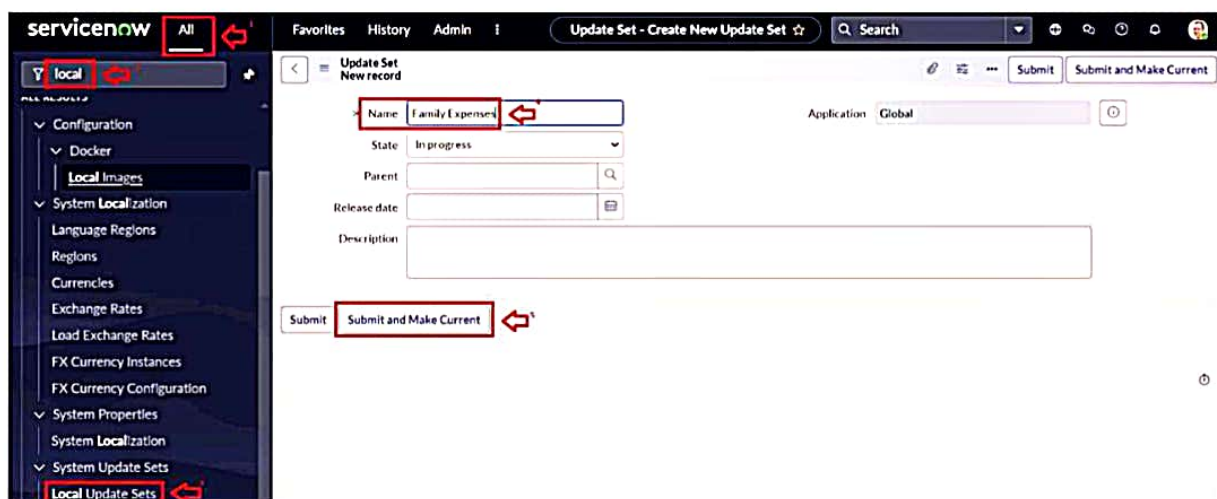 servicenow All Favorites History Admin Update Set - Create New Update Set Search
local
ALL RESULTS
Configuration
Docker
Local Images
System Localization
Language Regions
Regions
Currencies
Exchange Rates
Load Exchange Rates
FX Currency Instances
FX Currency Configuration
System Properties
System Localization
System Update Sets
Local Update Sets
Update Set
New record
Submit Submit and Make Current
Name Family Expenses Application Global
State In progress
Parent
Release date
Description
Submit Submit and Make Current